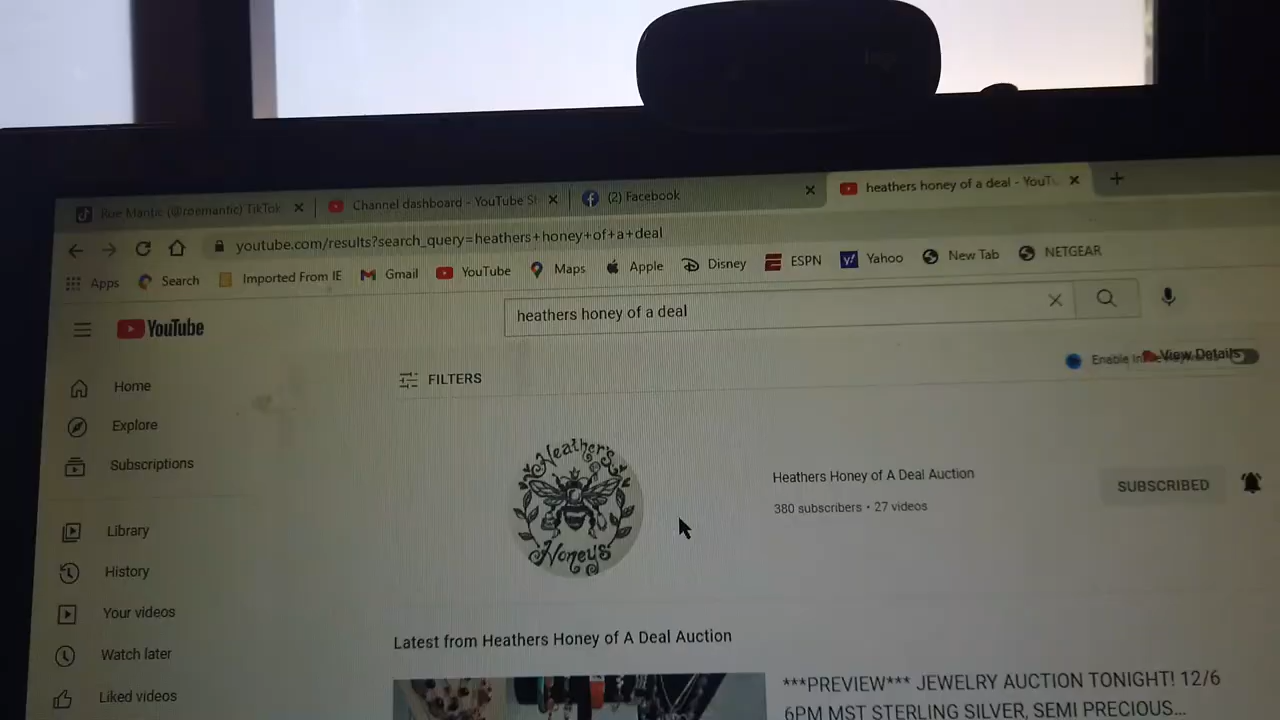 Roe Mantic (@roemantic) TikTok
Channel dashboard - YouTube St
(2) Facebook
heathers honey of a deal - YouTu
youtube.com/results?search_query=heathers+honey+of+a+deal
Apps Search Imported From IE Gmail YouTube Maps Apple Disney ESPN Yahoo New Tab NETGEAR
YouTube
heathers honey of a deal
Enable
View Details
FILTERS
Home
Explore
Subscriptions
Library
History
Your videos
Watch later
Liked videos
Heather's
Honeys
Heathers Honey of A Deal Auction
380 subscribers • 27 videos
SUBSCRIBED
Latest from Heathers Honey of A Deal Auction
***PREVIEW*** JEWELRY AUCTION TONIGHT! 12/6
6PM MST STERLING SILVER, SEMI PRECIOUS...